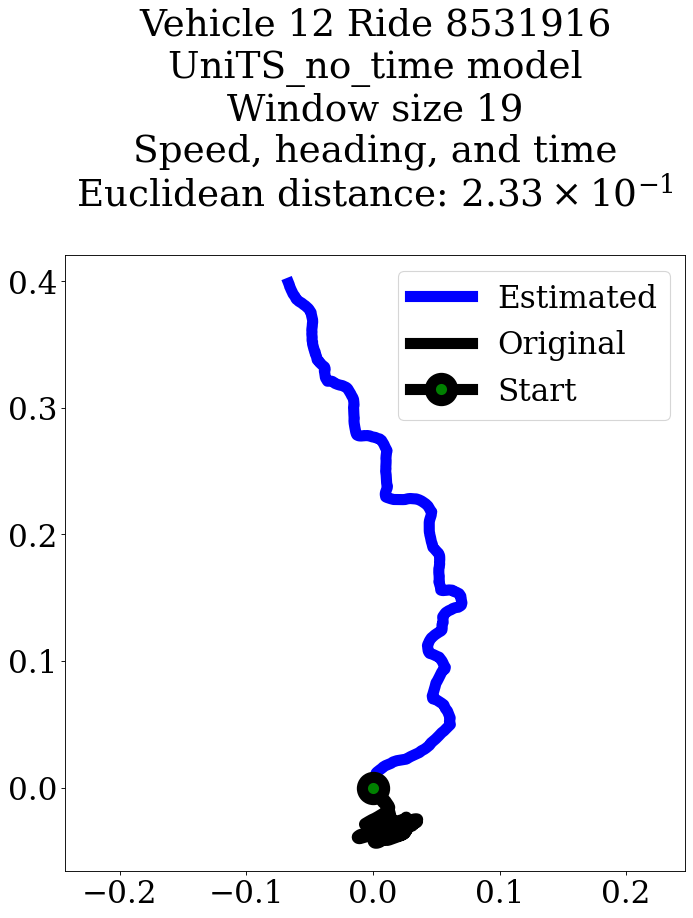 Vehicle 12 Ride 8531916
UniTS_no_time model
Window size 19
Speed, heading, and time
Euclidean distance: 2.33 × 10⁻¹
Estimated
Original
Start
0.4
0.3
0.2
0.1
0.0
−0.2 −0.1 0.0 0.1 0.2